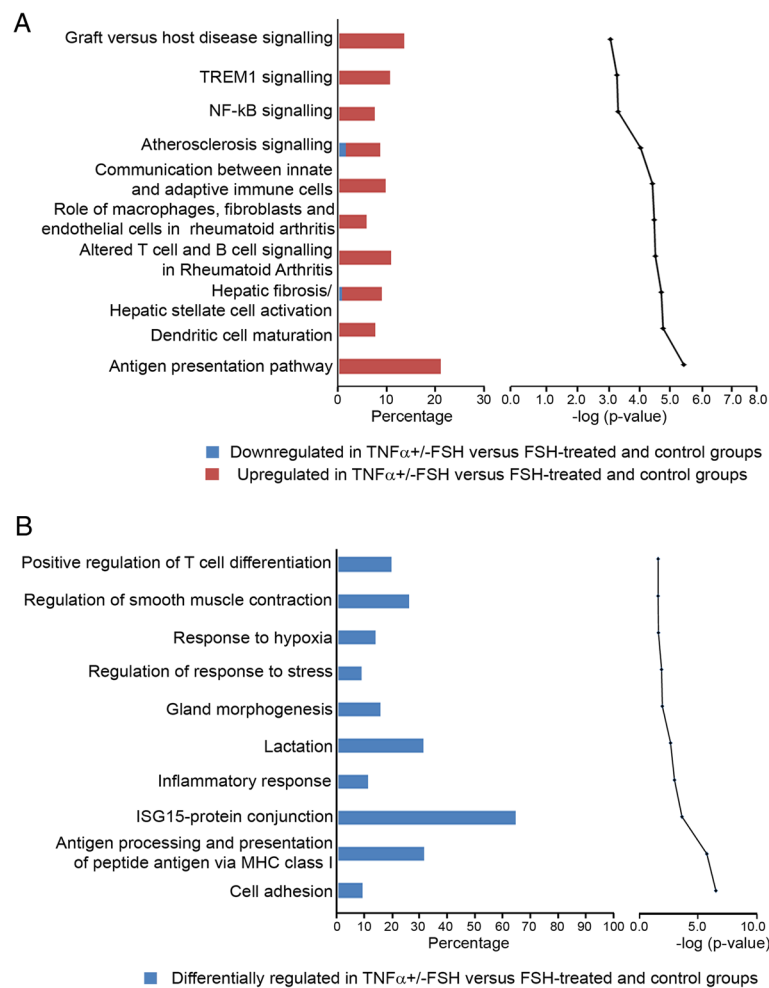 A
Graft versus host disease signalling
TREM1 signalling
NF-kB signalling
Atherosclerosis signalling
Communication between innate
and adaptive immune cells
Role of macrophages, fibroblasts and
endothelial cells in rheumatoid arthritis
Altered T cell and B cell signalling
in Rheumatoid Arthritis
Hepatic fibrosis/
Hepatic stellate cell activation
Dendritic cell maturation
Antigen presentation pathway
0 10 20 30
Percentage
0.0 1.0 2.0 3.0 4.0 5.0 6.0 7.0 8.0
-log (p-value)
Downregulated in TNFα+/-FSH versus FSH-treated and control groups
Upregulated in TNFα+/-FSH versus FSH-treated and control groups
B
Positive regulation of T cell differentiation
Regulation of smooth muscle contraction
Response to hypoxia
Regulation of response to stress
Gland morphogenesis
Lactation
Inflammatory response
ISG15-protein conjunction
Antigen processing and presentation
of peptide antigen via MHC class I
Cell adhesion
0 10 20 30 40 50 60 70 80 90 100
Percentage
0.0 5.0 10.0
-log (p-value)
Differentially regulated in TNFα+/-FSH versus FSH-treated and control groups